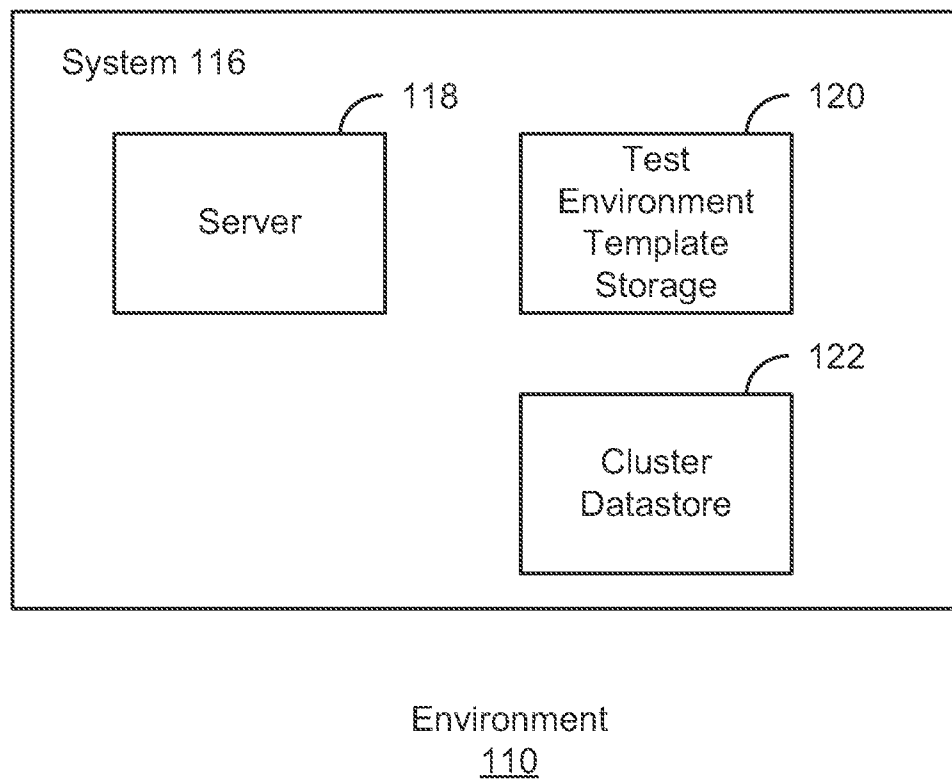 System 116
118
Server
120
Test
Environment
Template
Storage
122
Cluster
Datastore
Environment
110